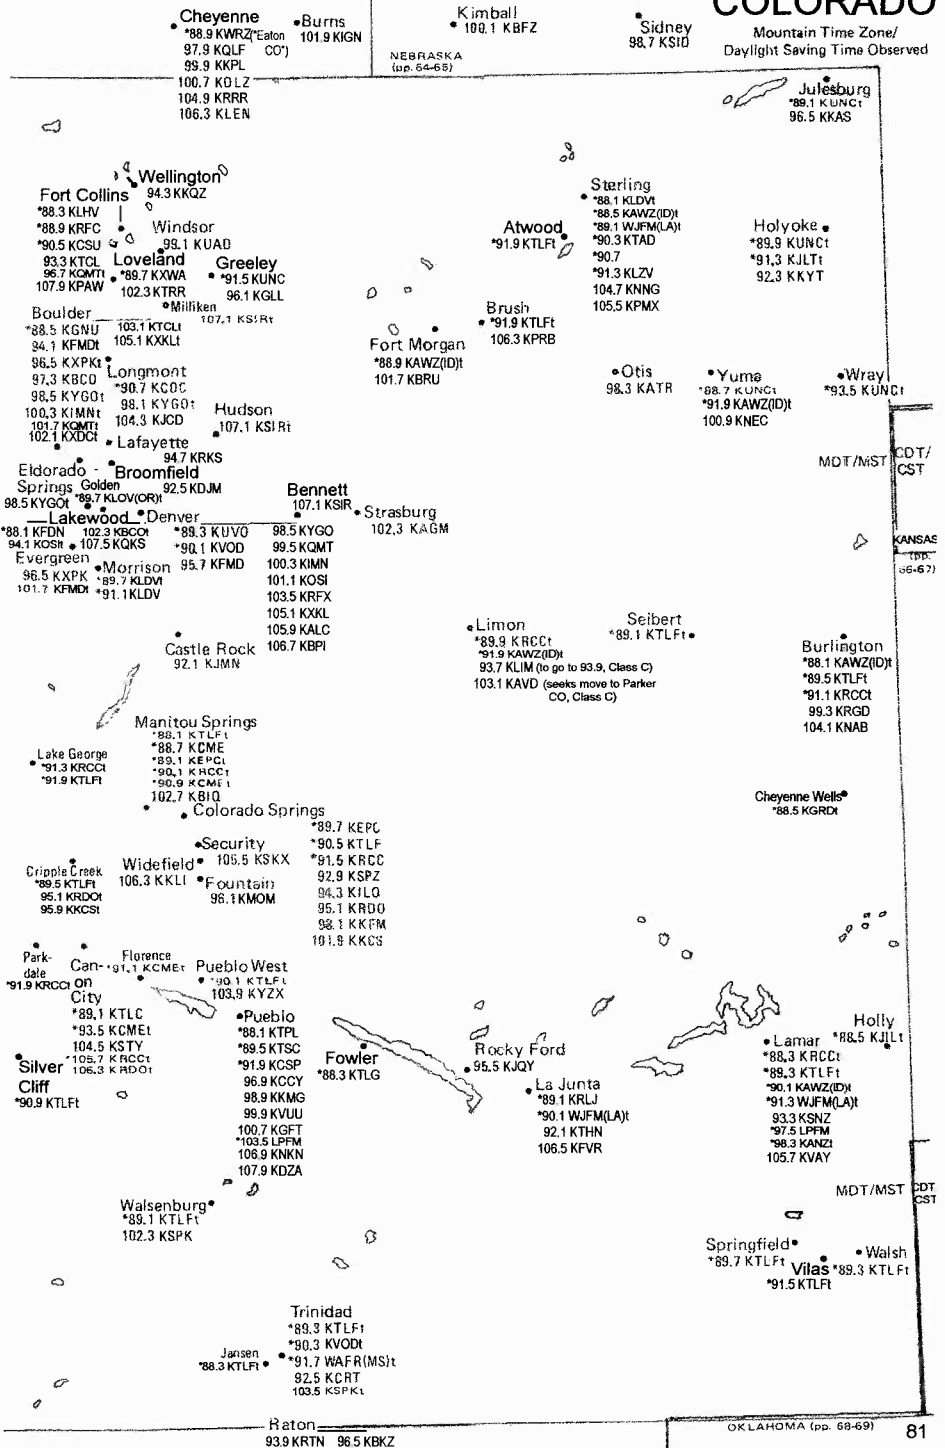 COLORADO
Mountain Time Zone/
Daylight Saving Time Observed
Cheyenne
*88.9 KWRZ(*Eaton
CO*)
97.9 KQLF
99.9 KKPL
100.7 KOLZ
104.9 KRRR
106.3 KLEN
Burns
101.9 KIGN
NEBRASKA
(pp. 64-65)
Kimball
100.1 KBFZ
Sidney
98.7 KSID
Julesburg
*89.1 KUNCt
96.5 KKAS
Wellington
94.3 KKQZ
Fort Collins
*88.3 KLHV
*88.9 KRFC
*90.5 KCSU
93.3 KTCL
96.7 KQMTt
107.9 KPAW
Windsor
99.1 KUAD
Loveland
*89.7 KXWA
102.3 KTRR
Greeley
*91.5 KUNC
96.1 KGLL
Milliken
107.1 KSIRt
Sterling
*88.1 KLDVt
*88.5 KAWZ(ID)t
*89.1 WJFM(LA)t
*90.3 KTAD
*90.7
*91.3 KLZV
104.7 KNNG
105.5 KPMX
Atwood
*91.9 KTLFt
Holyoke
*89.9 KUNCt
*91.3 KJLTt
92.3 KKYT
Brush
*91.9 KTLFt
106.3 KPRB
Fort Morgan
*88.9 KAWZ(ID)t
101.7 KBRU
Boulder
*88.5 KGNU
94.1 KFMDt
96.5 KXPKt
97.3 KBCO
98.5 KYGOt
100.3 KIMNt
101.7 KQMTt
102.1 KXDCt
103.1 KTCLt
105.1 KXKLt
Longmont
*90.7 KCOC
98.1 KYGOt
104.3 KJCD
Hudson
107.1 KSIRt
Otis
98.3 KATR
Yuma
*88.7 KUNCt
*91.9 KAWZ(ID)t
100.9 KNEC
Wray
*93.5 KUNCt
MDT/MST
CDT/
CST
Lafayette
94.7 KRKS
Eldorado
Springs
98.5 KYGOt
Broomfield
92.5 KDJM
Golden
*89.7 KLOV(OR)t
Bennett
107.1 KSIR
Strasburg
102.3 KAGM
Lakewood
*88.1 KFDN
94.1 KOSIt
102.3 KBCOt
107.5 KQKS
Denver
*89.3 KUVO
*90.1 KVOD
95.7 KFMD
98.5 KYGO
99.5 KQMT
100.3 KIMN
101.1 KOSI
103.5 KRFX
105.1 KXKL
105.9 KALC
106.7 KBPI
KANSAS
(pp.
66-67)
Evergreen
96.5 KXPK
101.7 KFMDt
Morrison
*89.7 KLDVt
*91.1 KLDV
Castle Rock
92.1 KJMN
Limon
*89.9 KRCCt
*91.9 KAWZ(ID)t
93.7 KLIM (to go to 93.9, Class C)
103.1 KAVD (seeks move to Parker
CO, Class C)
Seibert
*89.1 KTLFt
Burlington
*88.1 KAWZ(ID)t
*89.5 KTLFt
*91.1 KRCCt
99.3 KRGD
104.1 KNAB
Manitou Springs
*88.1 KTLFt
*88.7 KCME
*89.1 KEPCt
*90.1 KRCCt
*90.9 KCMEt
102.7 KBIQ
Lake George
*91.3 KRCCt
*91.9 KTLFt
Cheyenne Wells
*88.5 KGRDt
Colorado Springs
*89.7 KEPC
*90.5 KTLF
*91.5 KRCC
92.9 KSPZ
94.3 KILO
95.1 KRDO
98.1 KKFM
101.9 KKCS
Security
105.5 KSKX
Widefield
106.3 KKLI
Fountain
96.1 KMOM
Cripple Creek
*89.5 KTLFt
95.1 KRDOt
95.9 KKCSt
Park-
dale
*91.9 KRCCt
Can-
on
City
*89.1 KTLC
*93.5 KCMEt
104.5 KSTY
*105.7 KRCCt
106.3 KRDOt
Florence
*91.1 KCMEt
Pueblo West
*90.1 KTLFt
103.9 KYZX
Pueblo
*88.1 KTPL
*89.5 KTSC
*91.9 KCSP
96.9 KCCY
98.9 KKMG
99.9 KVUU
100.7 KGFT
*103.5 LPFM
106.9 KNKN
107.9 KDZA
Silver
Cliff
*90.9 KTLFt
Fowler
*88.3 KTLG
Rocky Ford
95.5 KJQY
La Junta
*89.1 KRLJ
*90.1 WJFM(LA)t
92.1 KTHN
106.5 KFVR
Holly
*88.5 KJILt
Lamar
*88.3 KRCCt
*89.3 KTLFt
*90.1 KAWZ(ID)t
*91.3 WJFM(LA)t
93.3 KSNZ
*97.5 LPFM
*98.3 KANZt
105.7 KVAY
MDT/MST
CDT
CST
Walsenburg
*89.1 KTLFt
102.3 KSPK
Springfield
*89.7 KTLFt
Vilas
*91.5 KTLFt
Walsh
*89.3 KTLFt
Trinidad
*89.3 KTLFt
*90.3 KVODt
*91.7 WAFR(MS)t
92.5 KCRT
103.5 KSPKt
Jansen
*88.3 KTLFt
Raton
93.9 KRTN 96.5 KBKZ
OKLAHOMA (pp. 68-69)
81